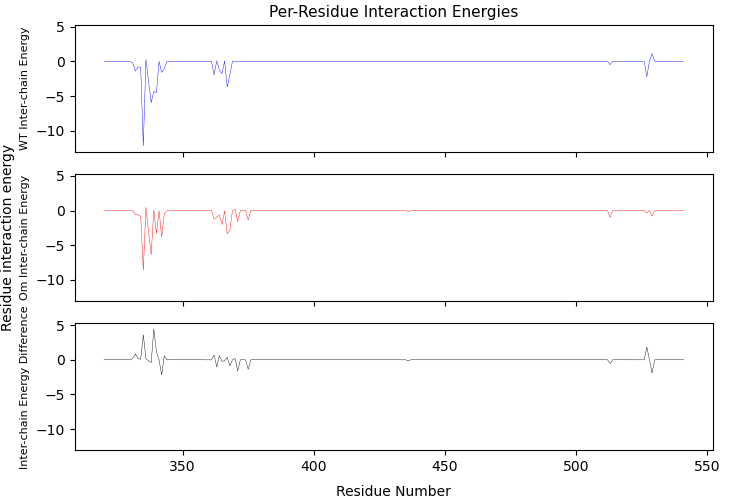 Per-Residue Interaction Energies
Residue interaction energy
WT Inter-chain Energy
5
0
−5
−10
Om Inter-chain Energy
5
0
−5
−10
Inter-chain Energy Difference
5
0
−5
−10
350
400
450
500
550
Residue Number